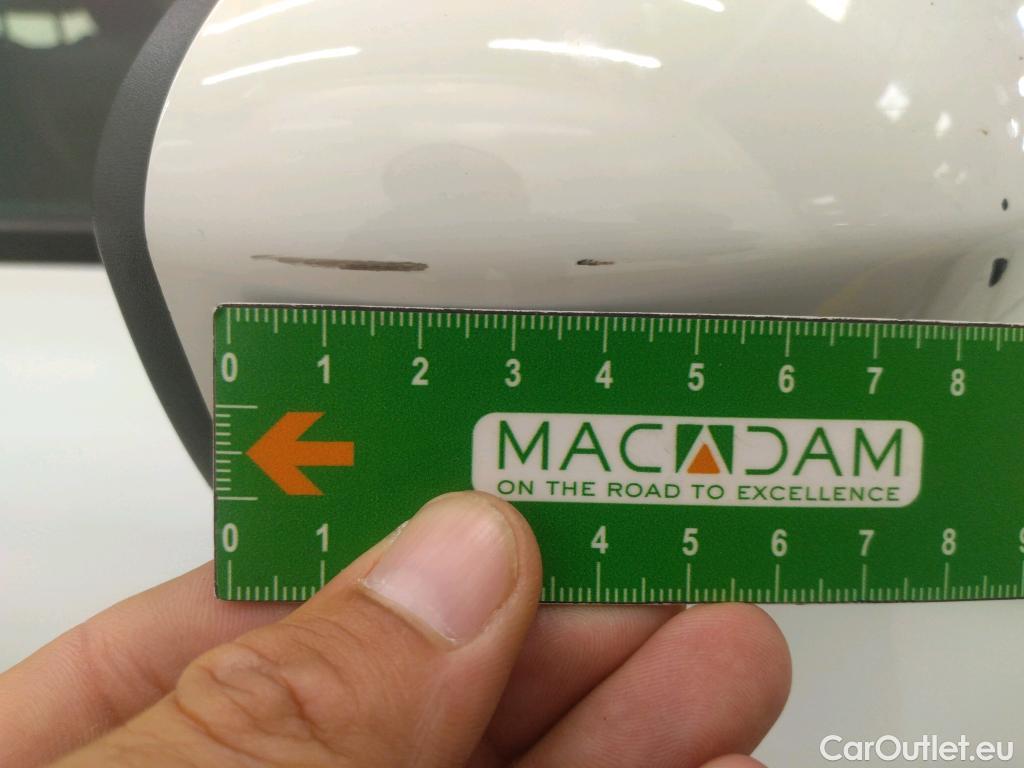 0 1 2 3 4 5 6 7 8
MACADAM
ON THE ROAD TO EXCELLENCE
0 1 4 5 6 7 8 9
CarOutlet.eu